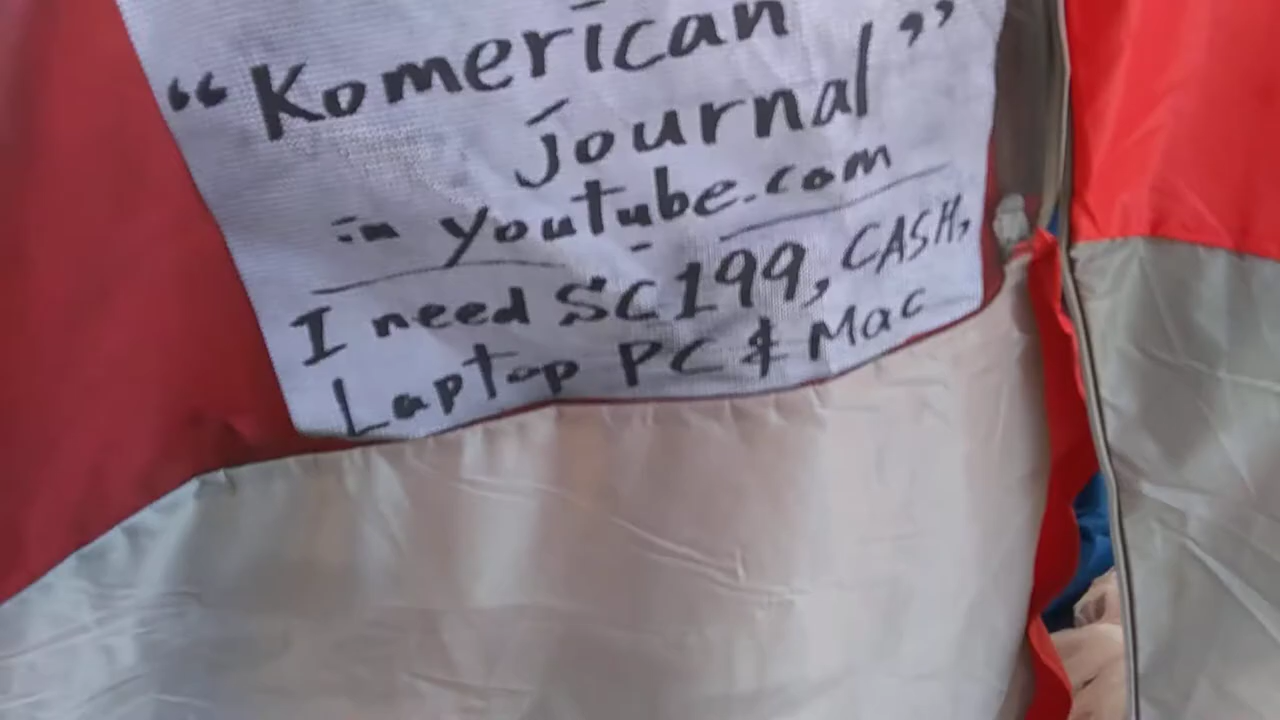 “Komerican
journal”
in youtube.com
I need SC199, CASH,
Laptop PC & Mac